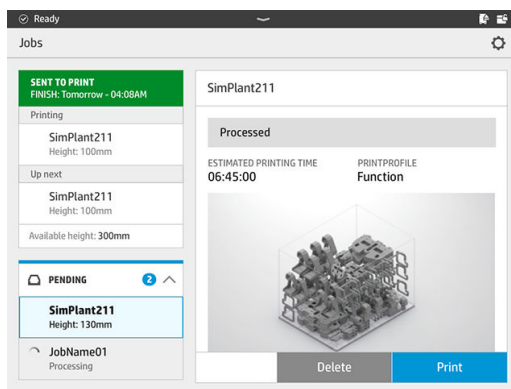 Ready
Jobs
SENT TO PRINT
FINISH: Tomorrow - 04:08AM
Printing
SimPlant211
Height: 100mm
Up next
SimPlant211
Height: 100mm
Available height: 300mm
PENDING 2
SimPlant211
Height: 130mm
JobName01
Processing
SimPlant211
Processed
ESTIMATED PRINTING TIME PRINTPROFILE
06:45:00 Function
Delete Print